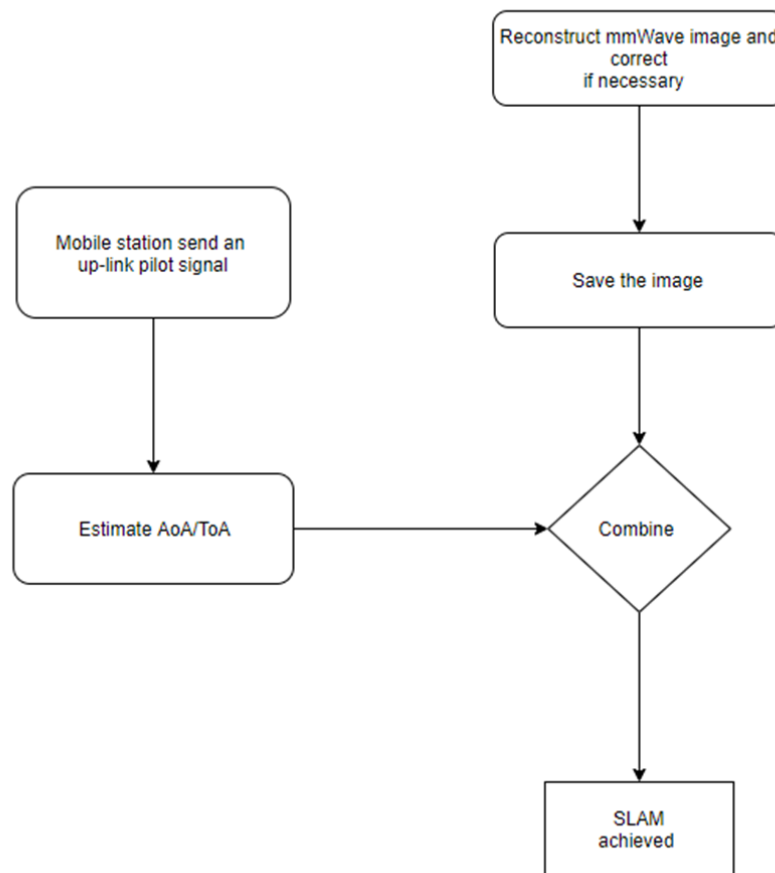 Reconstruct mmWave image and
correct
if necessary
Mobile station send an
up-link pilot signal
Save the image
Estimate AoA/ToA
Combine
SLAM
achieved